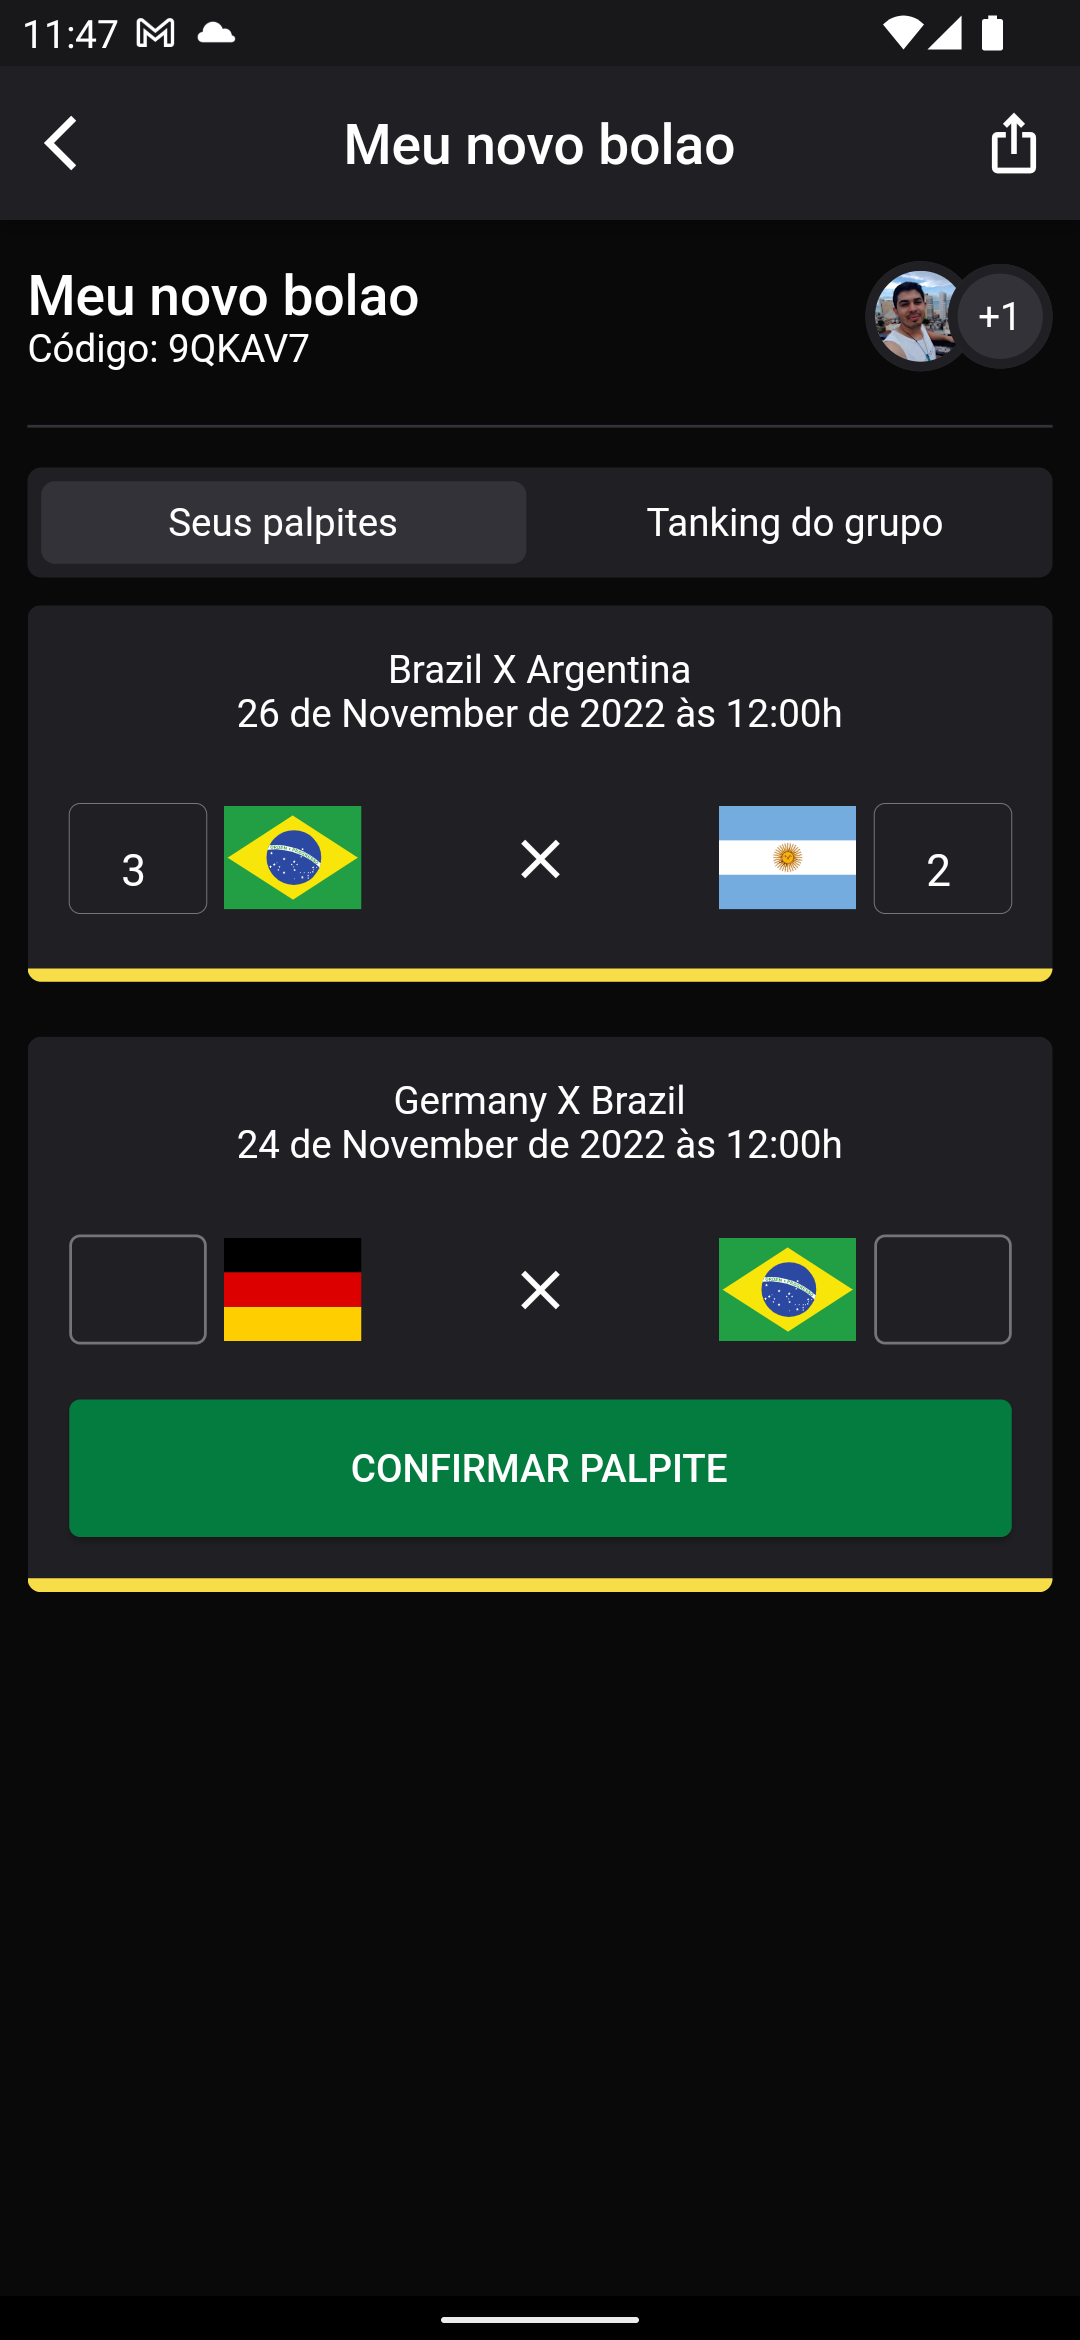 11:47
Meu novo bolao
Meu novo bolao
Código: 9QKAV7
+1
Seus palpites
Tanking do grupo
Brazil X Argentina
26 de November de 2022 às 12:00h
3
2
Germany X Brazil
24 de November de 2022 às 12:00h
CONFIRMAR PALPITE